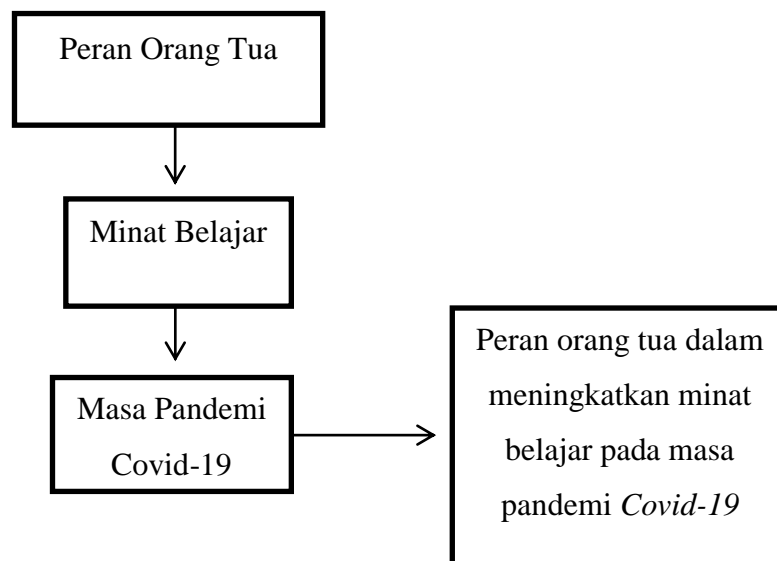 Peran Orang Tua
Minat Belajar
Masa Pandemi
Covid-19
Peran orang tua dalam
meningkatkan minat
belajar pada masa
pandemi Covid-19